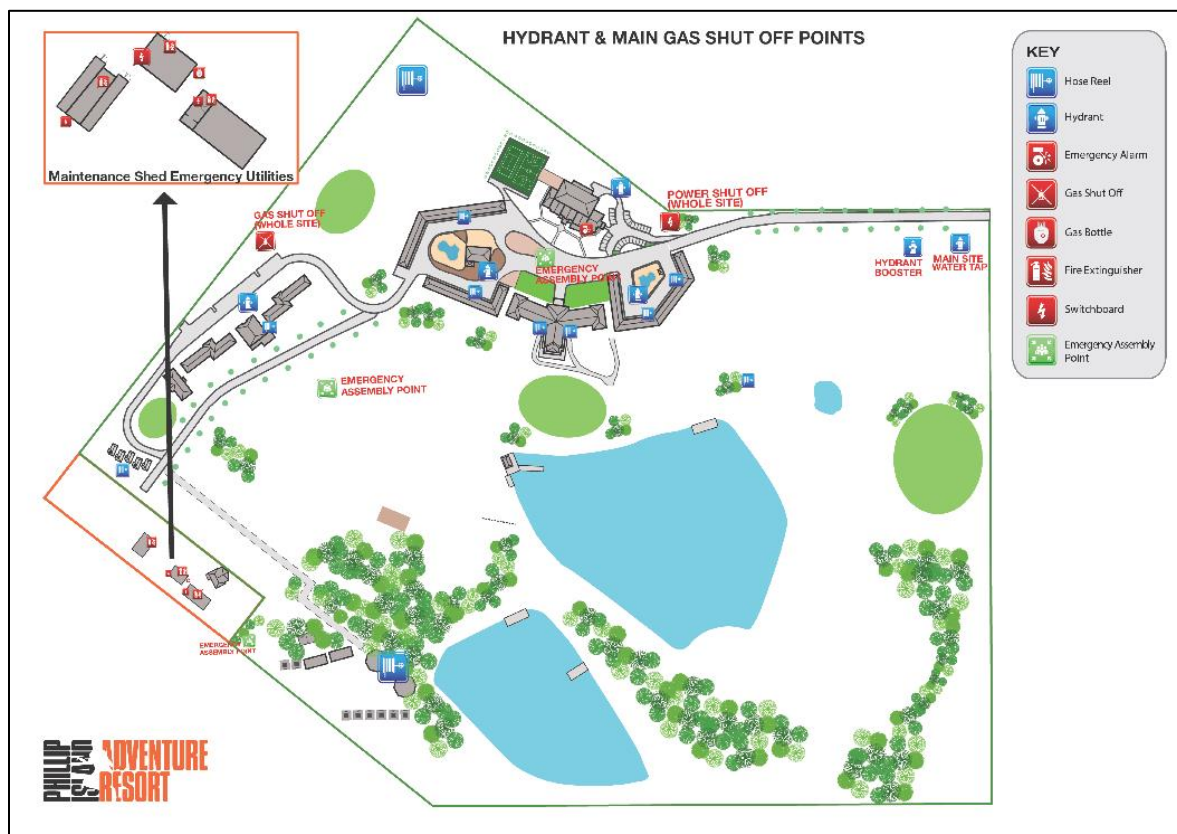 HYDRANT & MAIN GAS SHUT OFF POINTS
KEY
Hose Reel
Hydrant
Emergency Alarm
Gas Shut Off
Gas Bottle
Fire Extinguisher
Switchboard
Emergency Assembly
Point
Maintenance Shed Emergency Utilities
GAS SHUT OFF
(WHOLE SITE)
POWER SHUT OFF
(WHOLE SITE)
HYDRANT
BOOSTER
MAIN SITE
WATER TAP
EMERGENCY
ASSEMBLY POINT
EMERGENCY
ASSEMBLY POINT
EMERGENCY
ASSEMBLY POINT
PHILLIP
ISLAND
ADVENTURE
RESORT